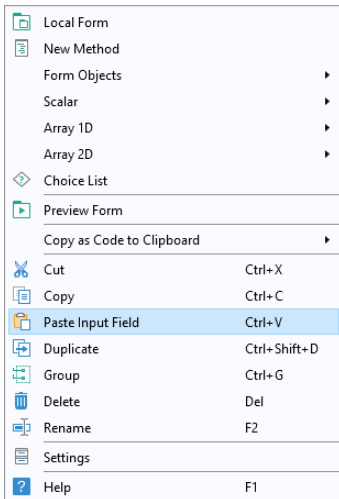 Local Form
New Method
Form Objects
Scalar
Array 1D
Array 2D
Choice List
Preview Form
Copy as Code to Clipboard
Cut Ctrl+X
Copy Ctrl+C
Paste Input Field Ctrl+V
Duplicate Ctrl+Shift+D
Group Ctrl+G
Delete Del
Rename F2
Settings
Help F1